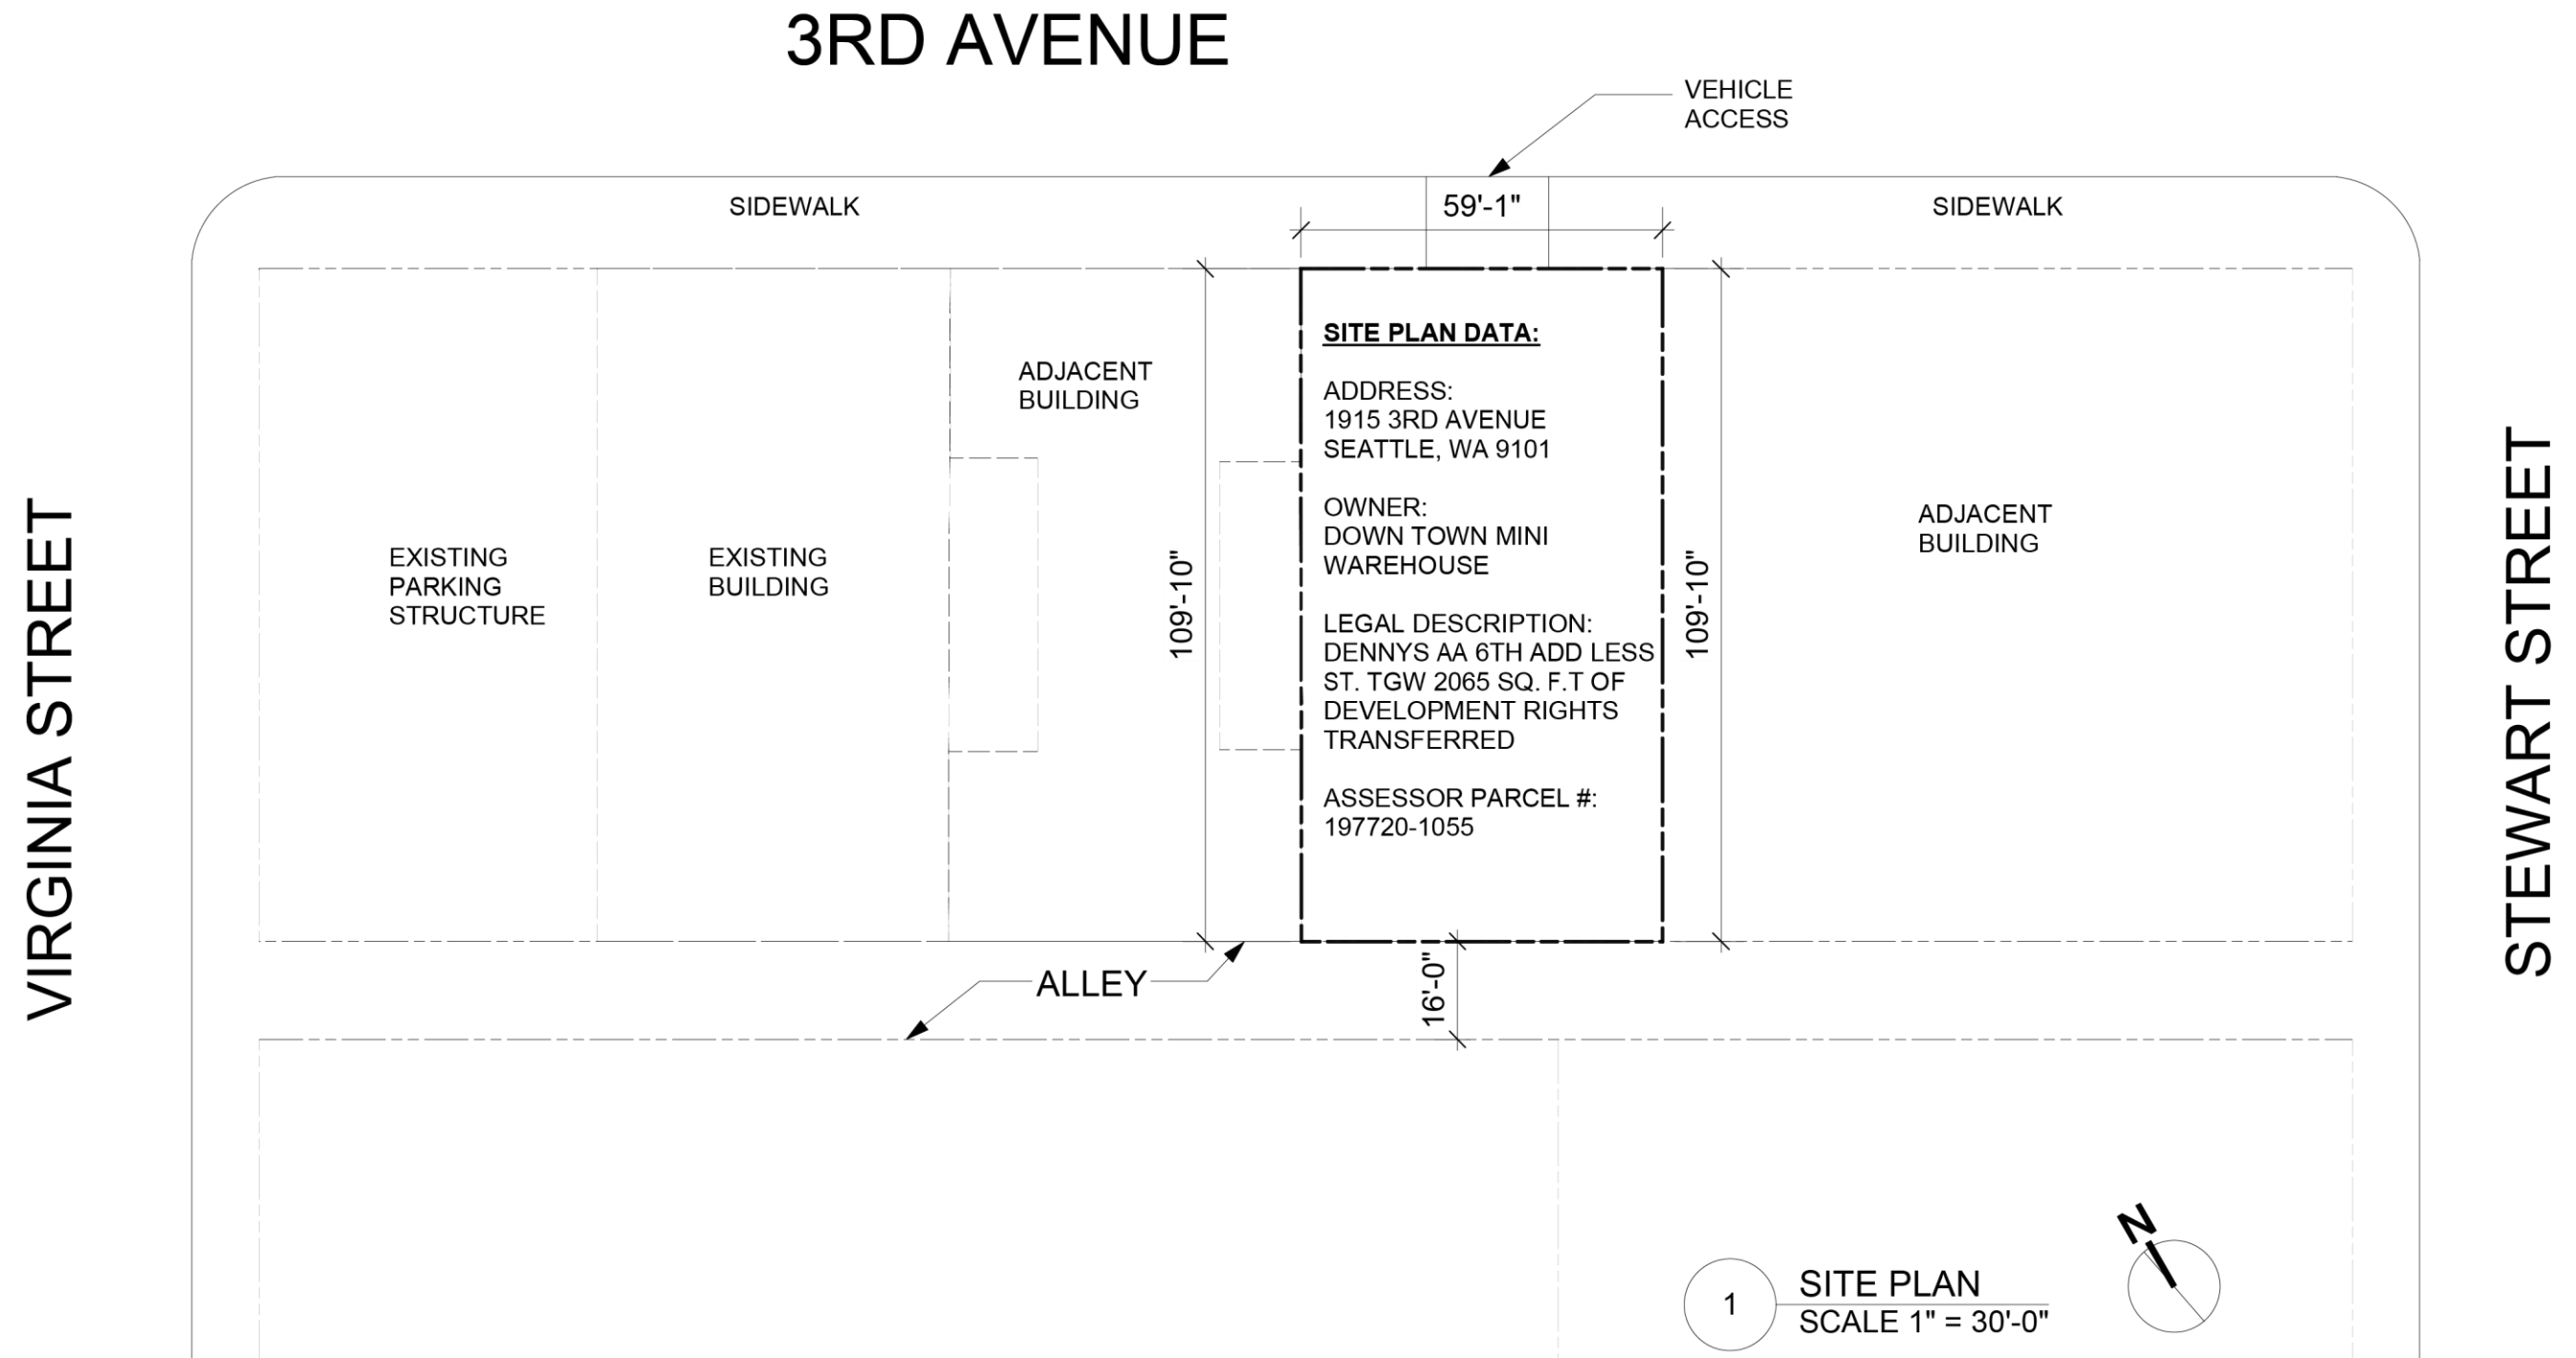 3RD AVENUE
VEHICLE
ACCESS
SIDEWALK
59'-1"
SIDEWALK
VIRGINIA STREET
EXISTING
PARKING
STRUCTURE
EXISTING
BUILDING
ADJACENT
BUILDING
109'-10"
SITE PLAN DATA:
ADDRESS:
1915 3RD AVENUE
SEATTLE, WA 9101
OWNER:
DOWN TOWN MINI
WAREHOUSE
LEGAL DESCRIPTION:
DENNYS AA 6TH ADD LESS
ST. TGW 2065 SQ. F.T OF
DEVELOPMENT RIGHTS
TRANSFERRED
ASSESSOR PARCEL #:
197720-1055
109'-10"
ADJACENT
BUILDING
STEWART STREET
ALLEY
16'-0"
N
1
SITE PLAN
SCALE 1" = 30'-0"